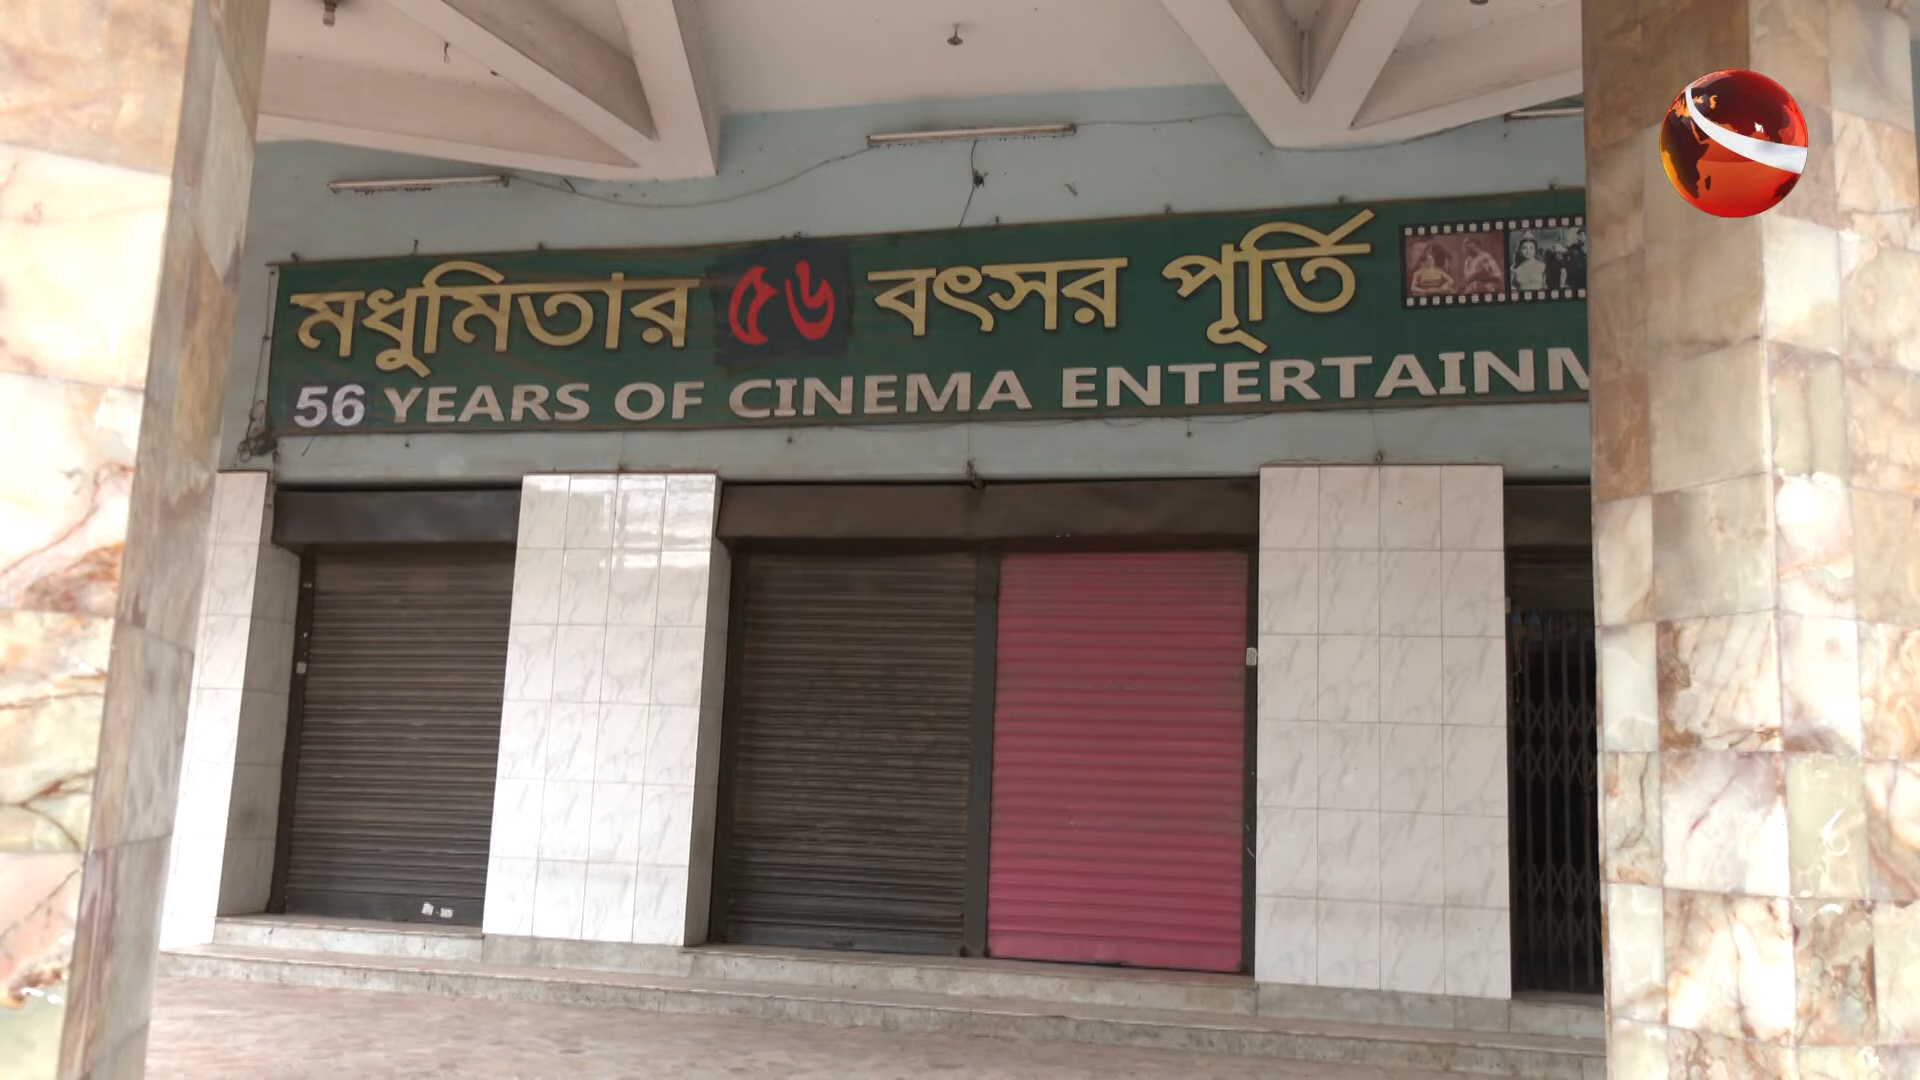 মধুমিতার ৫৬ বৎসর পূর্তি
56 YEARS OF CINEMA ENTERTAINM